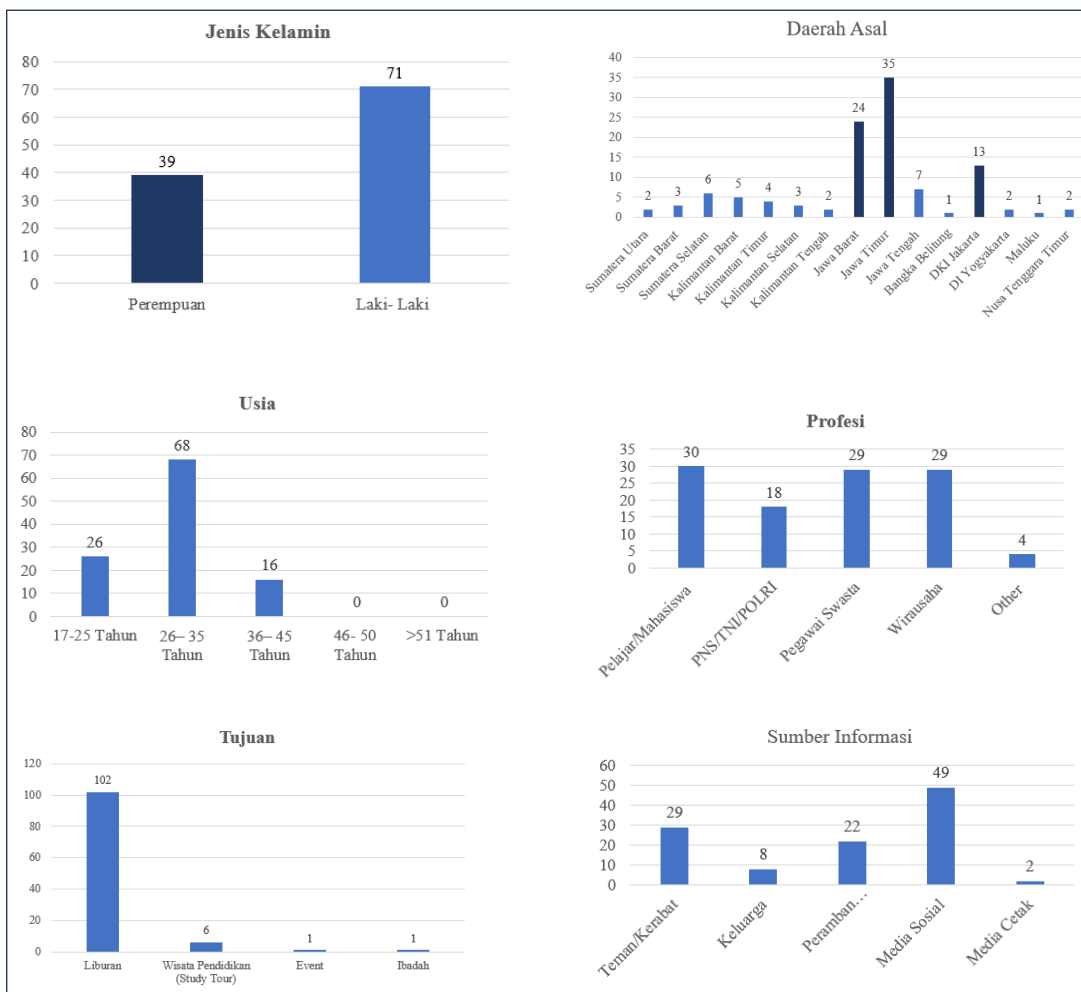 Jenis Kelamin
80
70
60
50
40
30
20
10
0
39
71
Perempuan
Laki- Laki
Daerah Asal
40
35
30
25
20
15
10
5
0
2
3
6
5
4
3
2
24
35
7
1
13
2
1
2
Sumatera Utara
Sumatera Barat
Sumatera Selatan
Kalimantan Barat
Kalimantan Timur
Kalimantan Selatan
Kalimantan Tengah
Jawa Barat
Jawa Timur
Jawa Tengah
Bangka Belitung
DKI Jakarta
DI Yogyakarta
Maluku
Nusa Tenggara Timur
Usia
80
70
60
50
40
30
20
10
0
26
68
16
0
0
17-25 Tahun
26– 35
Tahun
36– 45
Tahun
46- 50
Tahun
>51 Tahun
Profesi
35
30
25
20
15
10
5
0
30
18
29
29
4
Pelajar/Mahasiswa
PNS/TNI/POLRI
Pegawai Swasta
Wirausaha
Other
Tujuan
120
100
80
60
40
20
0
102
6
1
1
Liburan
Wisata Pendidikan
(Study Tour)
Event
Ibadah
Sumber Informasi
60
50
40
30
20
10
0
29
8
22
49
2
Teman/Kerabat
Keluarga
Peramban…
Media Sosial
Media Cetak